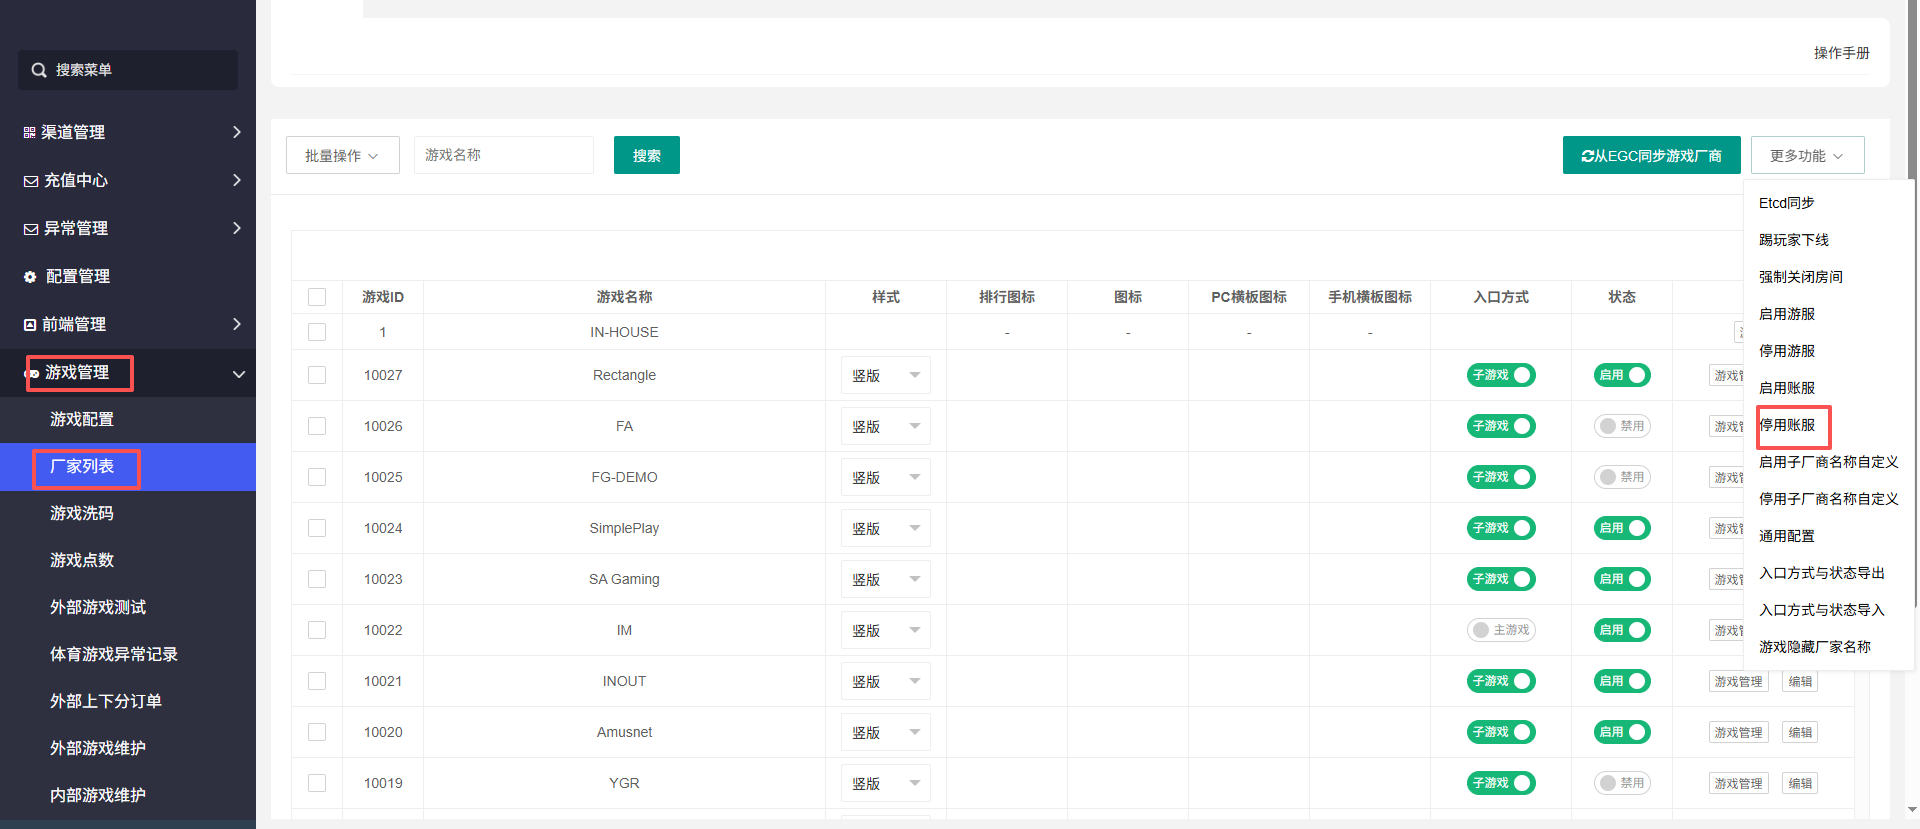 搜索菜单
渠道管理
充值中心
异常管理
配置管理
前端管理
游戏管理
游戏配置
厂家列表
游戏洗码
游戏点数
外部游戏测试
体育游戏异常记录
外部上下分订单
外部游戏维护
内部游戏维护
操作手册
批量操作 游戏名称 搜索 从EGC同步游戏厂商 更多功能
Etcd同步
踢玩家下线
强制关闭房间
启用游服
停用游服
启用账服
停用账服
启用子厂商名称自定义
停用子厂商名称自定义
通用配置
入口方式与状态导出
入口方式与状态导入
游戏隐藏厂家名称
游戏ID 游戏名称 样式 排行图标 图标 PC横板图标 手机横板图标 入口方式 状态
1 IN-HOUSE - - - -
10027 Rectangle 竖版 子游戏 启用 游戏
10026 FA 竖版 子游戏 禁用 游戏
10025 FG-DEMO 竖版 子游戏 禁用 游戏
10024 SimplePlay 竖版 子游戏 启用 游戏
10023 SA Gaming 竖版 子游戏 启用 游戏
10022 IM 竖版 主游戏 启用 游戏
10021 INOUT 竖版 子游戏 启用 游戏管理 编辑
10020 Amusnet 竖版 子游戏 启用 游戏管理 编辑
10019 YGR 竖版 子游戏 禁用 游戏管理 编辑